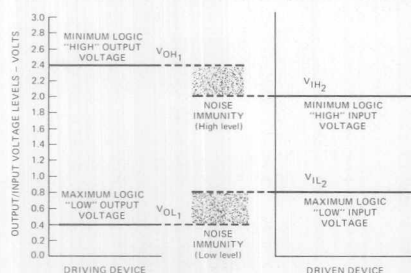 OUTPUT/INPUT VOLTAGE LEVELS – VOLTS
3.0
2.8
2.6
2.4
2.2
2.0
1.8
1.6
1.4
1.2
1.0
0.8
0.6
0.4
0.2
0.0
MINIMUM LOGIC
"HIGH" OUTPUT
VOLTAGE
VOH1
NOISE
IMMUNITY
(High level)
VIH2
MINIMUM LOGIC
"HIGH" INPUT
VOLTAGE
MAXIMUM LOGIC
"LOW" OUTPUT
VOLTAGE
VOL1
NOISE
IMMUNITY
(Low level)
VIL2
MAXIMUM LOGIC
"LOW" INPUT
VOLTAGE
DRIVING DEVICE
DRIVEN DEVICE